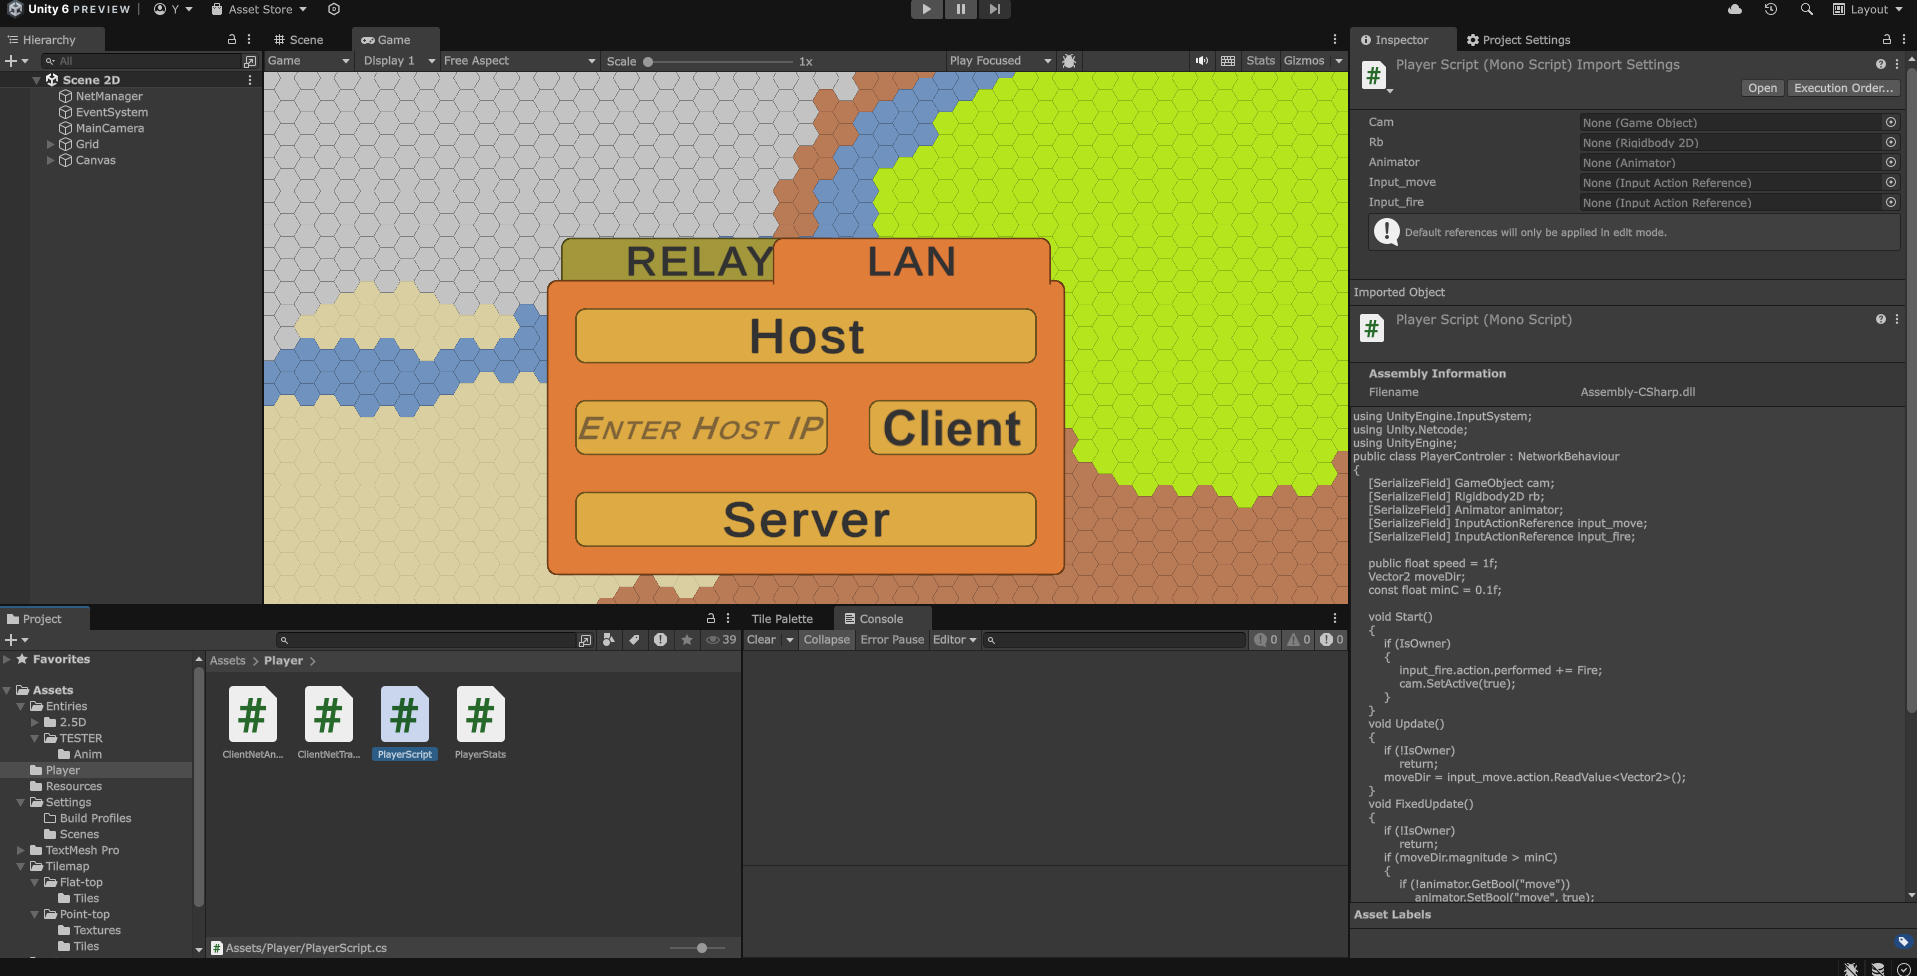 Unity 6 PREVIEW
Y
Asset Store
Layout
Hierarchy
All
Scene 2D
NetManager
EventSystem
MainCamera
Grid
Canvas
Scene
Game
Game
Display 1
Free Aspect
Scale
1x
Play Focused
Stats
Gizmos
RELAY
LAN
Host
ENTER HOST IP
Client
Server
Inspector
Project Settings
Player Script (Mono Script) Import Settings
Open
Execution Order...
Cam
None (Game Object)
Rb
None (Rigidbody 2D)
Animator
None (Animator)
Input_move
None (Input Action Reference)
Input_fire
None (Input Action Reference)
Default references will only be applied in edit mode.
Imported Object
Player Script (Mono Script)
Assembly Information
Filename
Assembly-CSharp.dll
using UnityEngine.InputSystem;
using Unity.Netcode;
using UnityEngine;
public class PlayerControler : NetworkBehaviour
{
[SerializeField] GameObject cam;
[SerializeField] Rigidbody2D rb;
[SerializeField] Animator animator;
[SerializeField] InputActionReference input_move;
[SerializeField] InputActionReference input_fire;
public float speed = 1f;
Vector2 moveDir;
const float minC = 0.1f;
void Start()
{
if (IsOwner)
{
input_fire.action.performed += Fire;
cam.SetActive(true);
}
}
void Update()
{
if (!IsOwner)
return;
moveDir = input_move.action.ReadValue<Vector2>();
}
void FixedUpdate()
{
if (!IsOwner)
return;
if (moveDir.magnitude > minC)
{
if (!animator.GetBool("move"))
animator.SetBool("move", true);
Asset Labels
Project
39
Favorites
Assets
Entiries
2.5D
TESTER
Anim
Player
Resources
Settings
Build Profiles
Scenes
TextMesh Pro
Tilemap
Flat-top
Tiles
Point-top
Textures
Tiles
Assets > Player >
ClientNetAn...
ClientNetTra...
PlayerScript
PlayerStats
Assets/Player/PlayerScript.cs
Tile Palette
Console
Clear
Collapse
Error Pause
Editor
0
0
0